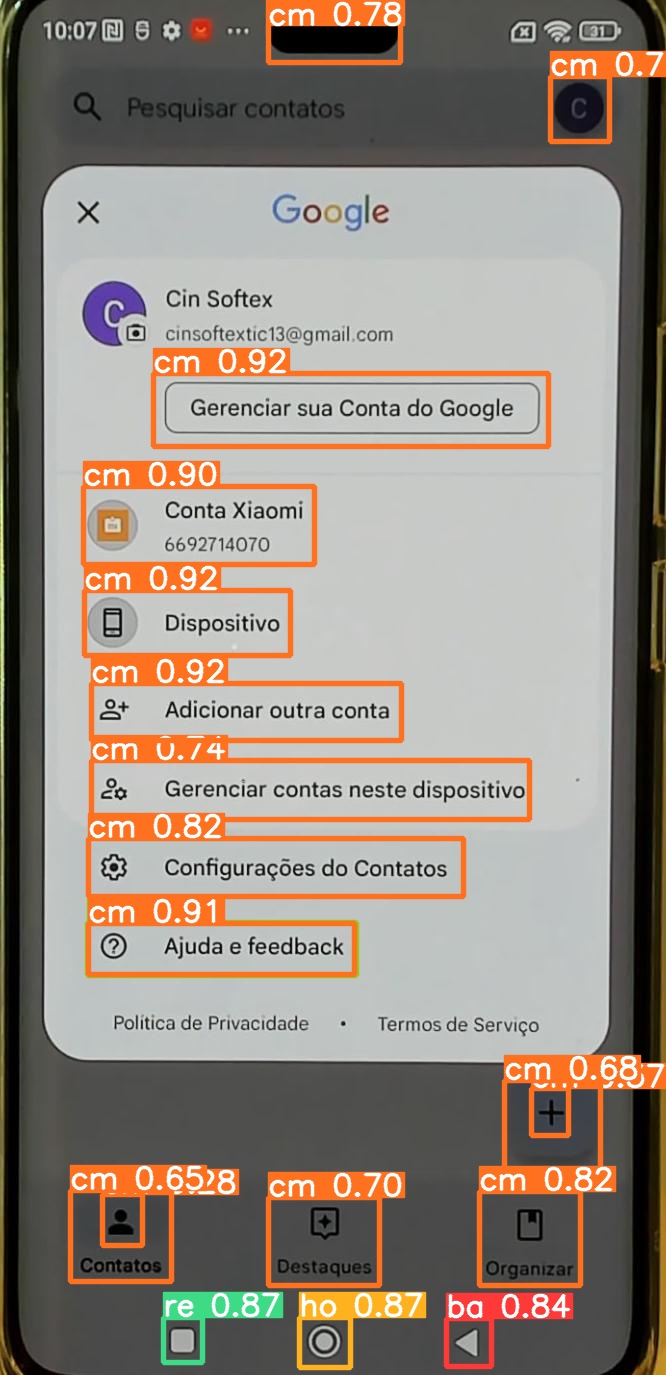 cm 0.78
10:07
31
cm 0.7
Pesquisar contatos
C
Google
C
Cin Softex
cinsoftextic13@gmail.com
cm 0.92
Gerenciar sua Conta do Google
cm 0.90
Conta Xiaomi
6692714070
cm 0.92
Dispositivo
cm 0.92
Adicionar outra conta
cm 0.74
Gerenciar contas neste dispositivo
cm 0.82
Configurações do Contatos
cm 0.91
Ajuda e feedback
Política de Privacidade • Termos de Serviço
cm 0.68
cm 0.65
cm 0.70
cm 0.82
Contatos
Destaques
Organizar
re 0.87
ho 0.87
ba 0.84